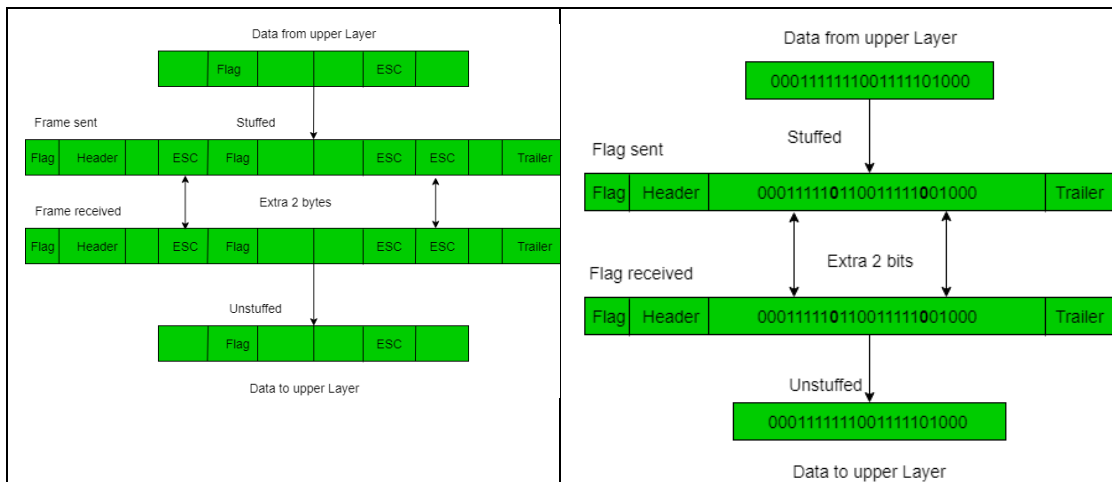 Data from upper Layer
Flag
ESC
Frame sent
Stuffed
Flag
Header
ESC
Flag
ESC
ESC
Trailer
Extra 2 bytes
Frame received
Flag
Header
ESC
Flag
ESC
ESC
Trailer
Unstuffed
Flag
ESC
Data to upper Layer
Data from upper Layer
0001111111001111101000
Stuffed
Flag sent
Flag
Header
000111110110011111001000
Trailer
Extra 2 bits
Flag received
Flag
Header
000111110110011111001000
Trailer
Unstuffed
0001111111001111101000
Data to upper Layer